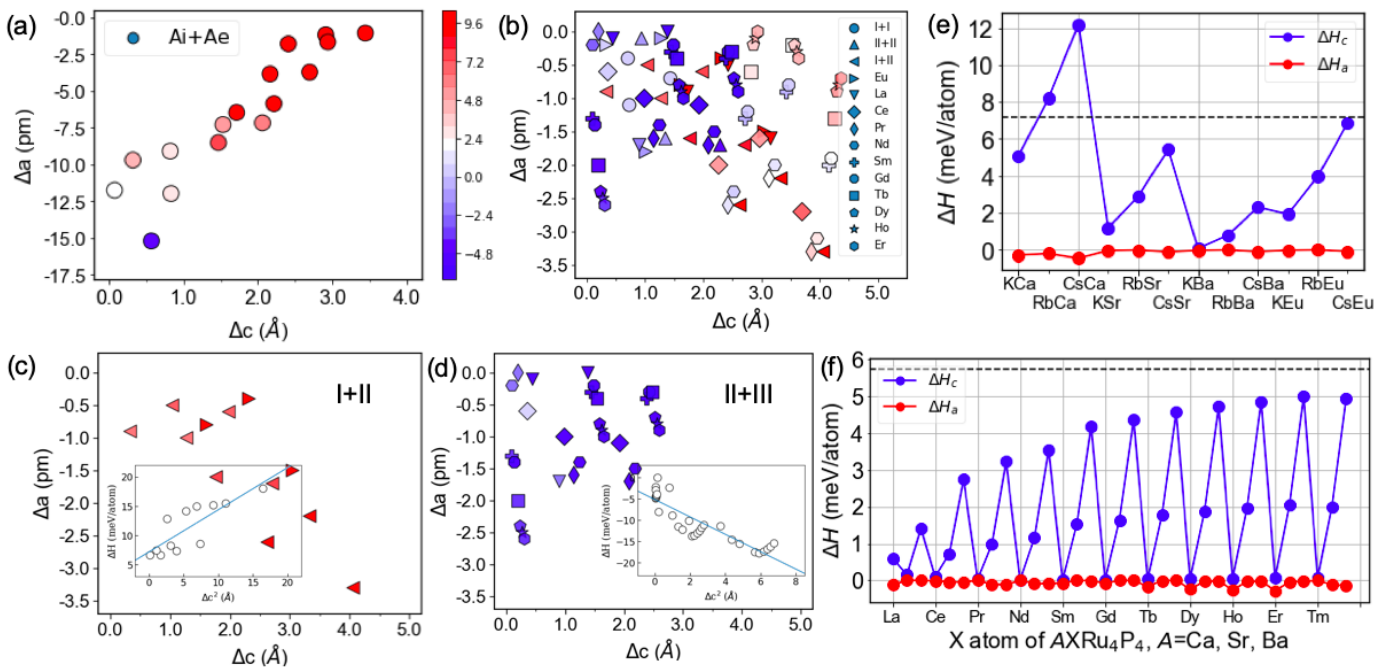 (a)
Ai+Ae
-0.0
-2.5
-5.0
-7.5
-10.0
-12.5
-15.0
-17.5
Δa (pm)
0.0 1.0 2.0 3.0 4.0
Δc (Å)
9.6
7.2
4.8
2.4
0.0
-2.4
-4.8
(b)
0.0
-0.5
-1.0
-1.5
-2.0
-2.5
-3.0
-3.5
Δa (pm)
0.0 1.0 2.0 3.0 4.0 5.0
Δc (Å)
I+I
II+II
I+II
Eu
La
Ce
Pr
Nd
Sm
Gd
Tb
Dy
Ho
Er
(e)
12
10
8
6
4
2
0
ΔH (meV/atom)
ΔHc
ΔHa
KCa CsCa RbSr KBa CsBa RbEu
RbCa KSr CsSr RbBa KEu CsEu
(c)
I+II
0.0
-0.5
-1.0
-1.5
-2.0
-2.5
-3.0
-3.5
Δa (pm)
0.0 1.0 2.0 3.0 4.0 5.0
Δc (Å)
20
15
10
5
ΔH (meV/atom)
0 5 10 15 20
Δc² (Å)
(d)
II+III
0.0
-0.5
-1.0
-1.5
-2.0
-2.5
-3.0
-3.5
Δa (pm)
0.0 1.0 2.0 3.0 4.0 5.0
Δc (Å)
0
-5
-10
-15
-20
ΔH (meV/atom)
0 2 4 6 8
Δc² (Å)
(f)
6
5
4
3
2
1
0
ΔH (meV/atom)
ΔHc
ΔHa
La Ce Pr Nd Sm Gd Tb Dy Ho Er Tm
X atom of AXRu₄P₄, A=Ca, Sr, Ba